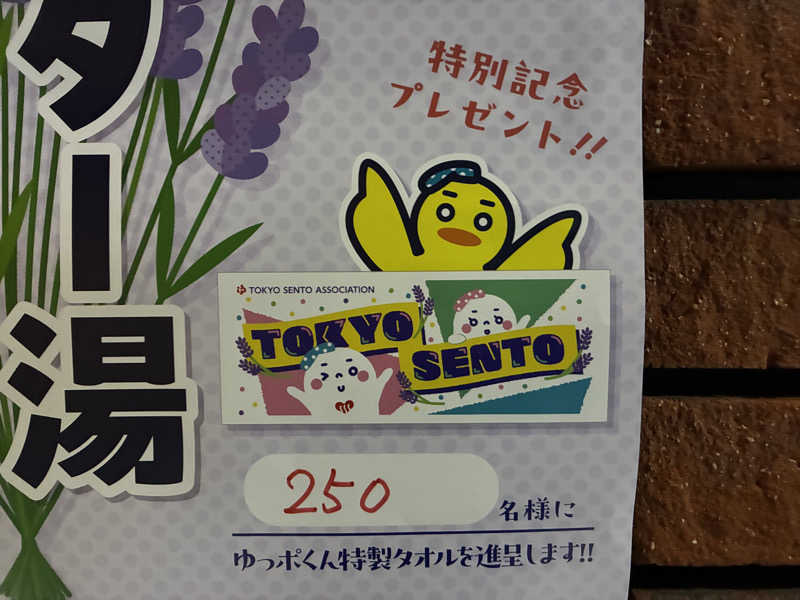 ター湯
特別記念
プレゼント!!
TOKYO SENTO ASSOCIATION
TOKYO
SENTO
250
名様に
ゆっポくん特製タオルを進呈します!!